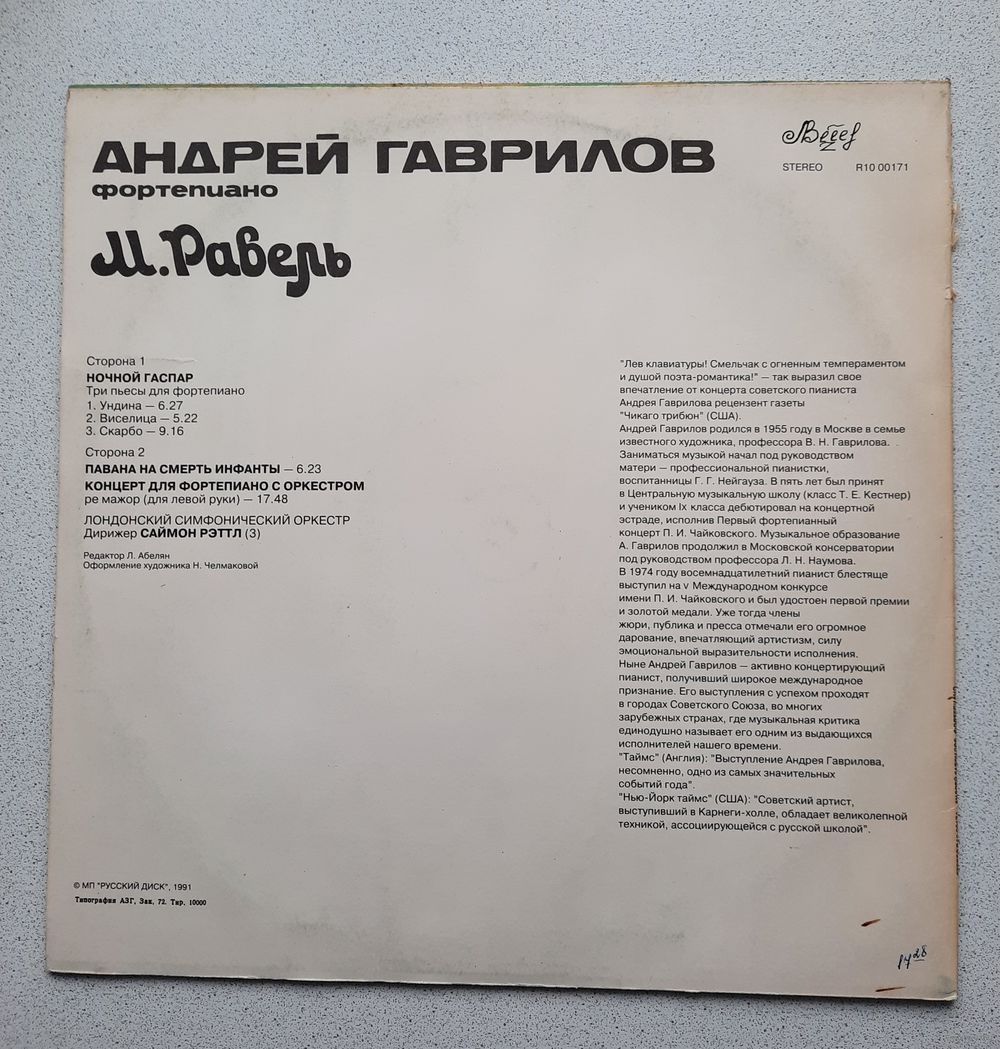 АНДРЕЙ ГАВРИЛОВ
фортепиано
М. Равель
STEREO R10 00171
Сторона 1
НОЧНОЙ ГАСПАР
Три пьесы для фортепиано
1. Ундина — 6.27
2. Виселица — 5.22
3. Скарбо — 9.16
Сторона 2
ПАВАНА НА СМЕРТЬ ИНФАНТЫ — 6.23
КОНЦЕРТ ДЛЯ ФОРТЕПИАНО С ОРКЕСТРОМ
ре мажор (для левой руки) — 17.48
ЛОНДОНСКИЙ СИМФОНИЧЕСКИЙ ОРКЕСТР
Дирижер САЙМОН РЭТТЛ (3)
Редактор Л. Абелян
Оформление художника Н. Челмаковой
"Лев клавиатуры! Смельчак с огненным темпераментом
и душой поэта-романтика!" — так выразил свое
впечатление от концерта советского пианиста
Андрея Гаврилова рецензент газеты
"Чикаго трибюн" (США).
Андрей Гаврилов родился в 1955 году в Москве в семье
известного художника, профессора В. Н. Гаврилова.
Заниматься музыкой начал под руководством
матери — профессиональной пианистки,
воспитанницы Г. Г. Нейгауза. В пять лет был принят
в Центральную музыкальную школу (класс Т. Е. Кестнер)
и учеником IX класса дебютировал на концертной
эстраде, исполнив Первый фортепианный
концерт П. И. Чайковского. Музыкальное образование
А. Гаврилов продолжил в Московской консерватории
под руководством профессора Л. Н. Наумова.
В 1974 году восемнадцатилетний пианист блестяще
выступил на v Международном конкурсе
имени П. И. Чайковского и был удостоен первой премии
и золотой медали. Уже тогда члены
жюри, публика и пресса отмечали его огромное
дарование, впечатляющий артистизм, силу
эмоциональной выразительности исполнения.
Ныне Андрей Гаврилов — активно концертирующий
пианист, получивший широкое международное
признание. Его выступления с успехом проходят
в городах Советского Союза, во многих
зарубежных странах, где музыкальная критика
единодушно называет его одним из выдающихся
исполнителей нашего времени.
"Таймс" (Англия): "Выступление Андрея Гаврилова,
несомненно, одно из самых значительных
событий года".
"Нью-Йорк таймс" (США): "Советский артист,
выступивший в Карнеги-холле, обладает великолепной
техникой, ассоциирующейся с русской школой".
© МП "РУССКИЙ ДИСК", 1991
Типография АЗГ, Зак. 72. Тир. 10000